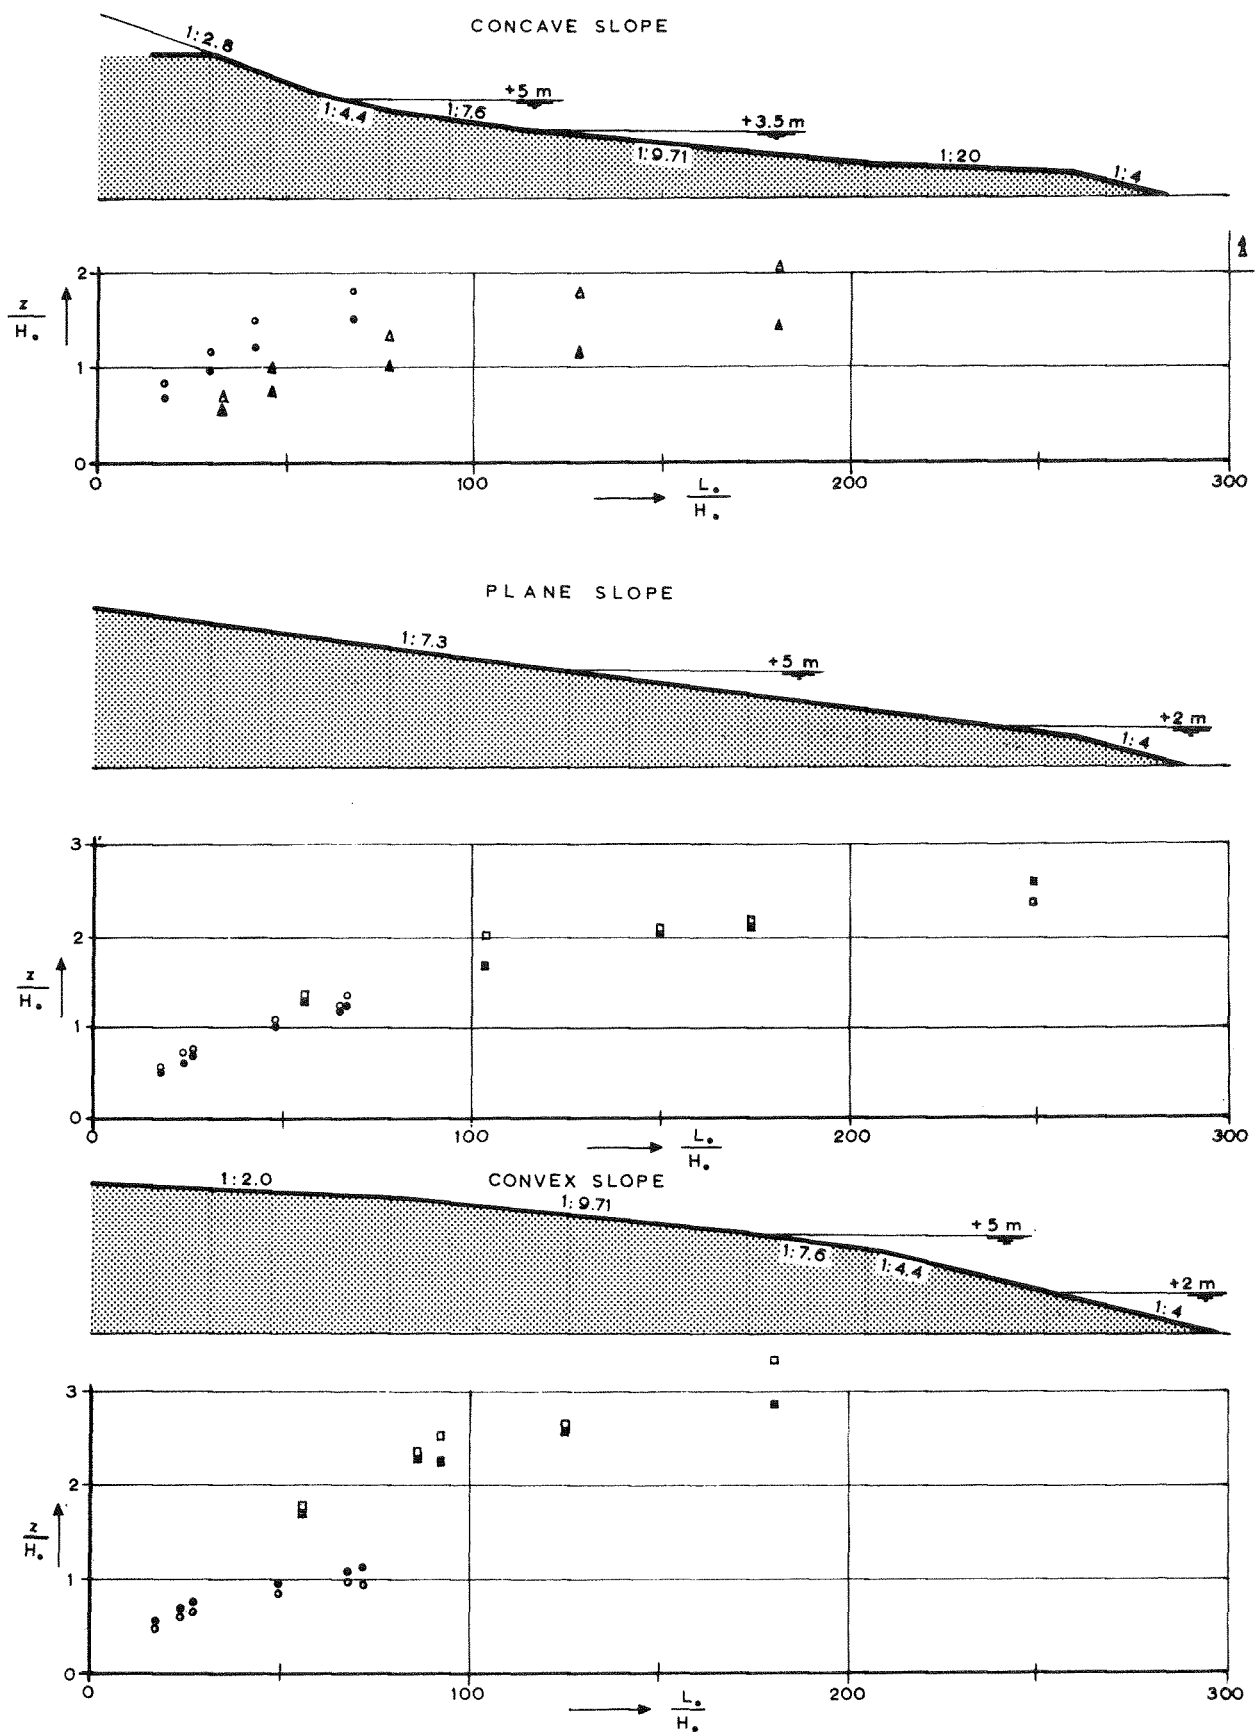 CONCAVE SLOPE
1:2.8
+5 m
1:4.4
1:7.6
+3.5 m
1:9.71
1:20
1:4
2
z
H.
1
0
0
100
200
300
L.
H.
PLANE SLOPE
1:7.3
+5 m
+2 m
1:4
3
2
z
H.
1
0
0
100
200
300
L.
H.
CONVEX SLOPE
1:2.0
1:9.71
+5 m
1:7.6
1:4.4
+2 m
1:4
3
2
z
H.
1
0
0
100
200
300
L.
H.